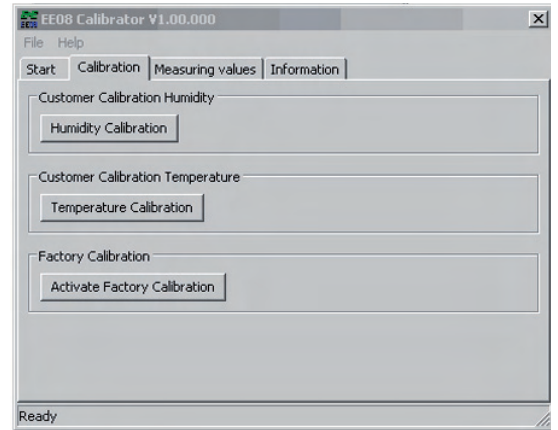 EE08 Calibrator V1.00.000
File Help
Start Calibration Measuring values Information
Customer Calibration Humidity
Humidity Calibration
Customer Calibration Temperature
Temperature Calibration
Factory Calibration
Activate Factory Calibration
Ready